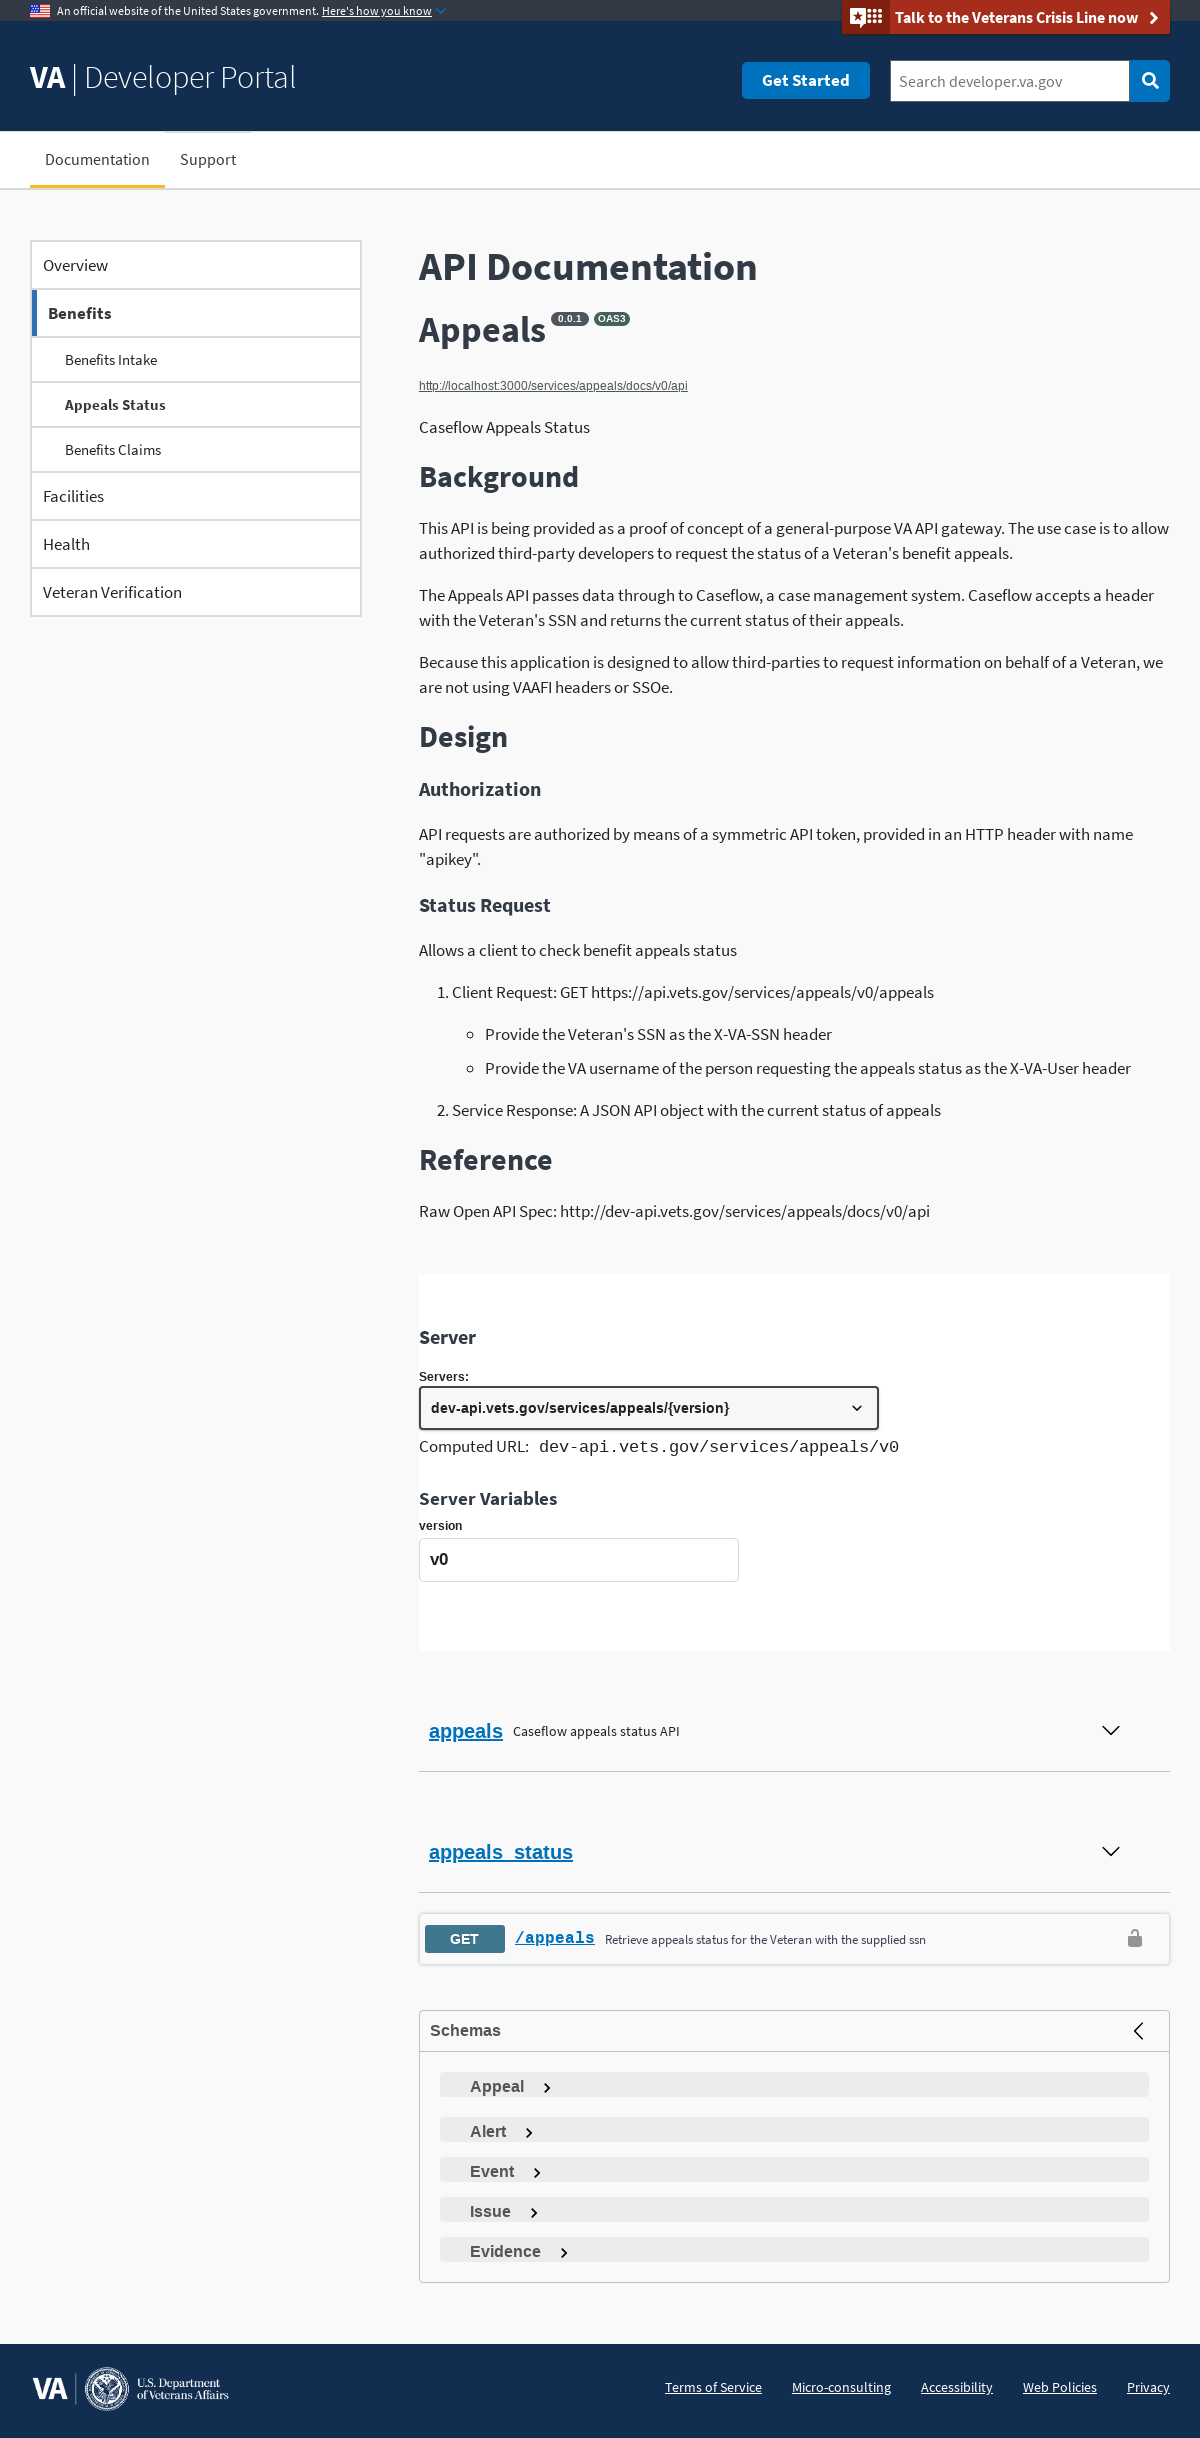 An official website of the United States government. Here's how you know
Talk to the Veterans Crisis Line now
VA | Developer Portal
Get Started
Search developer.va.gov
Documentation
Support
Overview
Benefits
Benefits Intake
Appeals Status
Benefits Claims
Facilities
Health
Veteran Verification
API Documentation
Appeals 0.0.1 OAS3
http://localhost:3000/services/appeals/docs/v0/api
Caseflow Appeals Status
Background
This API is being provided as a proof of concept of a general-purpose VA API gateway. The use case is to allow
authorized third-party developers to request the status of a Veteran's benefit appeals.
The Appeals API passes data through to Caseflow, a case management system. Caseflow accepts a header
with the Veteran's SSN and returns the current status of their appeals.
Because this application is designed to allow third-parties to request information on behalf of a Veteran, we
are not using VAAFI headers or SSOe.
Design
Authorization
API requests are authorized by means of a symmetric API token, provided in an HTTP header with name
"apikey".
Status Request
Allows a client to check benefit appeals status
1. Client Request: GET https://api.vets.gov/services/appeals/v0/appeals
Provide the Veteran's SSN as the X-VA-SSN header
Provide the VA username of the person requesting the appeals status as the X-VA-User header
2. Service Response: A JSON API object with the current status of appeals
Reference
Raw Open API Spec: http://dev-api.vets.gov/services/appeals/docs/v0/api
Server
Servers:
dev-api.vets.gov/services/appeals/{version}
Computed URL: dev-api.vets.gov/services/appeals/v0
Server Variables
version
v0
appeals Caseflow appeals status API
appeals_status
GET /appeals Retrieve appeals status for the Veteran with the supplied ssn
Schemas
Appeal
Alert
Event
Issue
Evidence
VA
U.S. Department
of Veterans Affairs
Terms of Service
Micro-consulting
Accessibility
Web Policies
Privacy